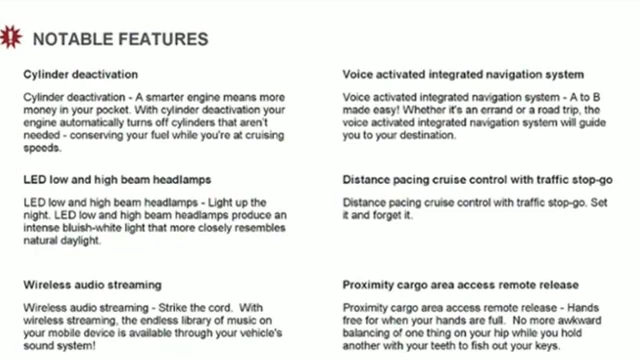 NOTABLE FEATURES
Cylinder deactivation
Cylinder deactivation - A smarter engine means more
money in your pocket. With cylinder deactivation your
engine automatically turns off cylinders that aren't
needed - conserving your fuel while you're at cruising
speeds.
LED low and high beam headlamps
LED low and high beam headlamps - Light up the
night. LED low and high beam headlamps produce an
intense bluish-white light that more closely resembles
natural daylight.
Wireless audio streaming
Wireless audio streaming - Strike the cord.  With
wireless streaming, the endless library of music on
your mobile device is available through your vehicle's
sound system!
Voice activated integrated navigation system
Voice activated integrated navigation system - A to B
made easy! Whether it's an errand or a road trip, the
voice activated integrated navigation system will guide
you to your destination.
Distance pacing cruise control with traffic stop-go
Distance pacing cruise control with traffic stop-go. Set
it and forget it.
Proximity cargo area access remote release
Proximity cargo area access remote release - Hands
free for when your hands are full.  No more awkward
balancing of one thing on your hip while you hold
another with your teeth to fish out your keys.